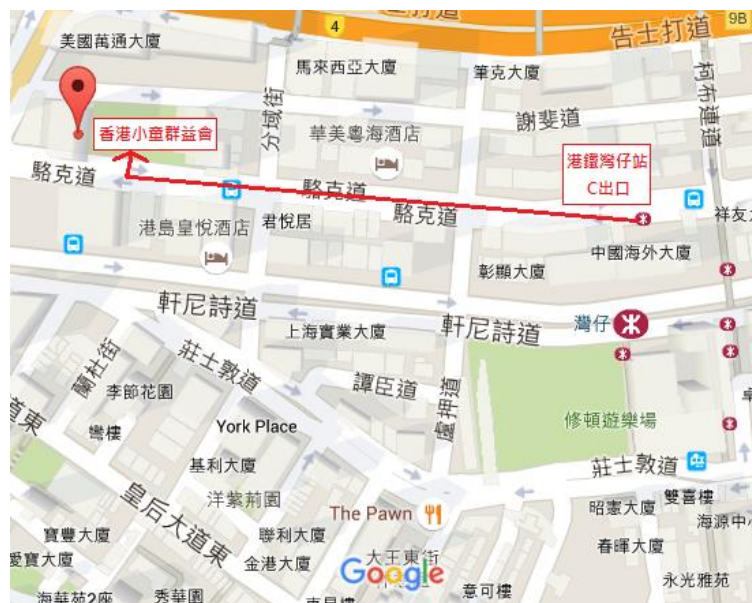 9B
4
告士打道
美國萬通大廈
馬來西亞大廈
筆克大廈
柯布連道
謝斐道
分域街
香港小童群益會
華美粵海酒店
港鐵灣仔站
C出口
駱克道
駱克道
駱克道
祥友大
港島皇悅酒店
君悅居
中國海外大廈
彰顯大廈
軒尼詩道
軒尼詩道
灣仔
上海實業大廈
莊士敦道
蘭杜街
李節花園
譚臣道
盧押道
修頓遊樂場
道東
彎樓
York Place
基利大廈
莊士敦道
洋紫荊園
皇后大道東
The Pawn
昭憲大廈
雙喜樓
海源中心
寶豐大廈
聯利大廈
春暉大廈
愛寶大廈
金港大廈
大王東街
Google
意可樓
永光雅苑
海華苑2座
秀華園